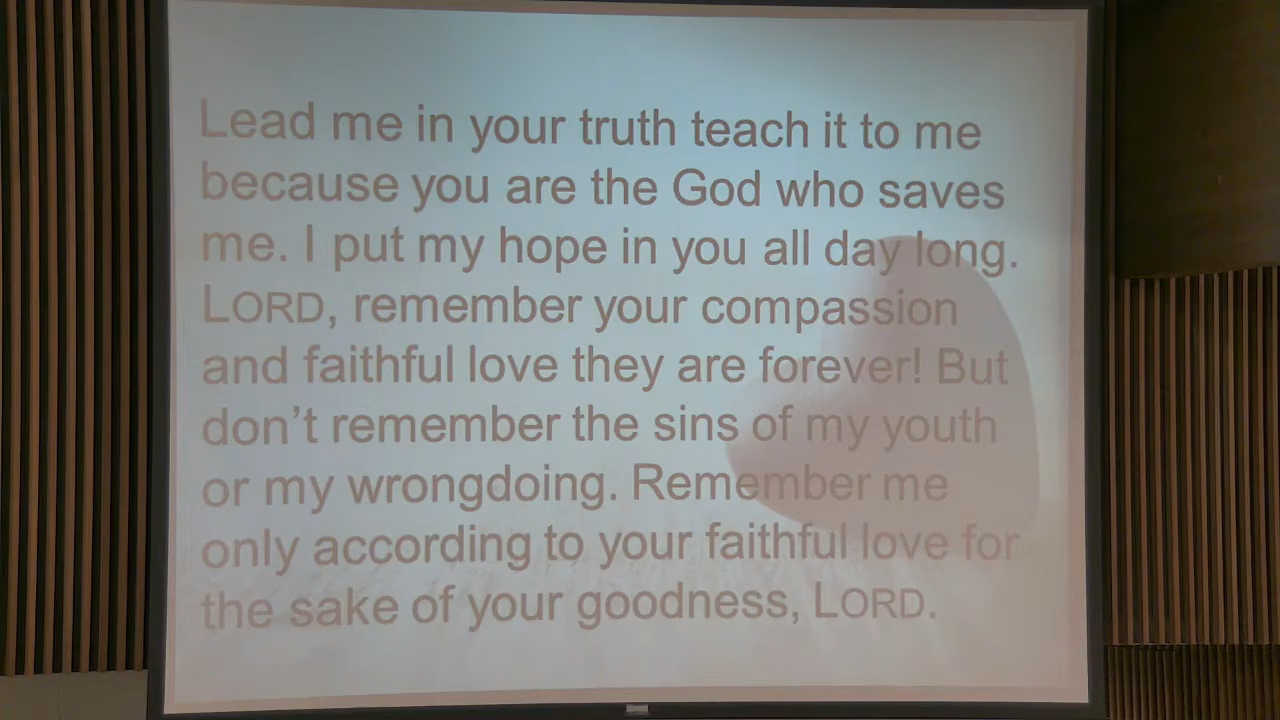 Lead me in your truth teach it to me
because you are the God who saves
me. I put my hope in you all day long.
LORD, remember your compassion
and faithful love they are forever! But
don’t remember the sins of my youth
or my wrongdoing. Remember me
only according to your faithful love for
the sake of your goodness, LORD.